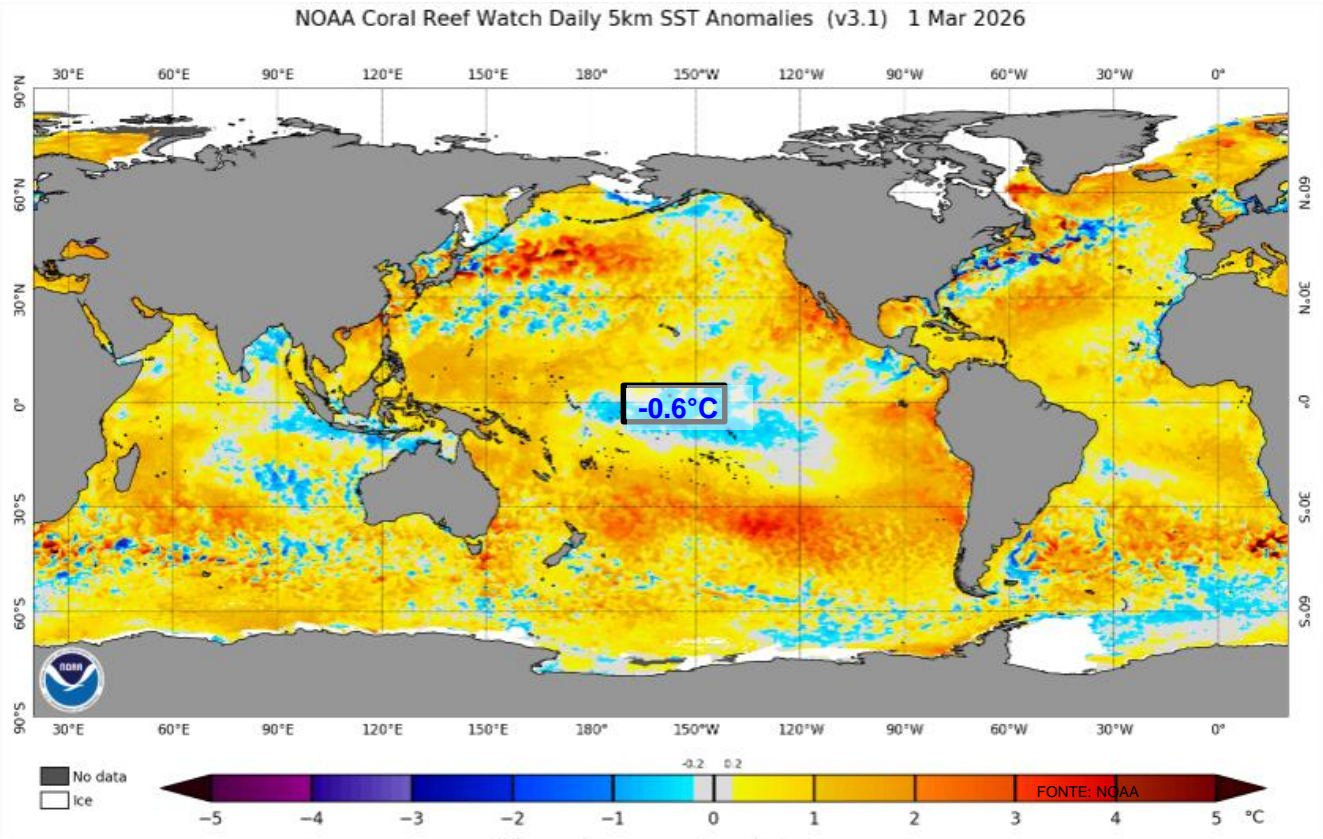 NOAA Coral Reef Watch Daily 5km SST Anomalies (v3.1) 1 Mar 2026
30°E 60°E 90°E 120°E 150°E 180° 150°W 120°W 90°W 60°W 30°W 0°
90°N
60°N 60°N
30°N 30°N
0° -0.6°C 0°
30°S 30°S
60°S 60°S
NOAA
90°S
30°E 60°E 90°E 120°E 150°E 180° 150°W 120°W 90°W 60°W 30°W 0°
-0.2 0.2
No data
Ice
FONTE: NOAA
−5 −4 −3 −2 −1 0 1 2 3 4 5 °C